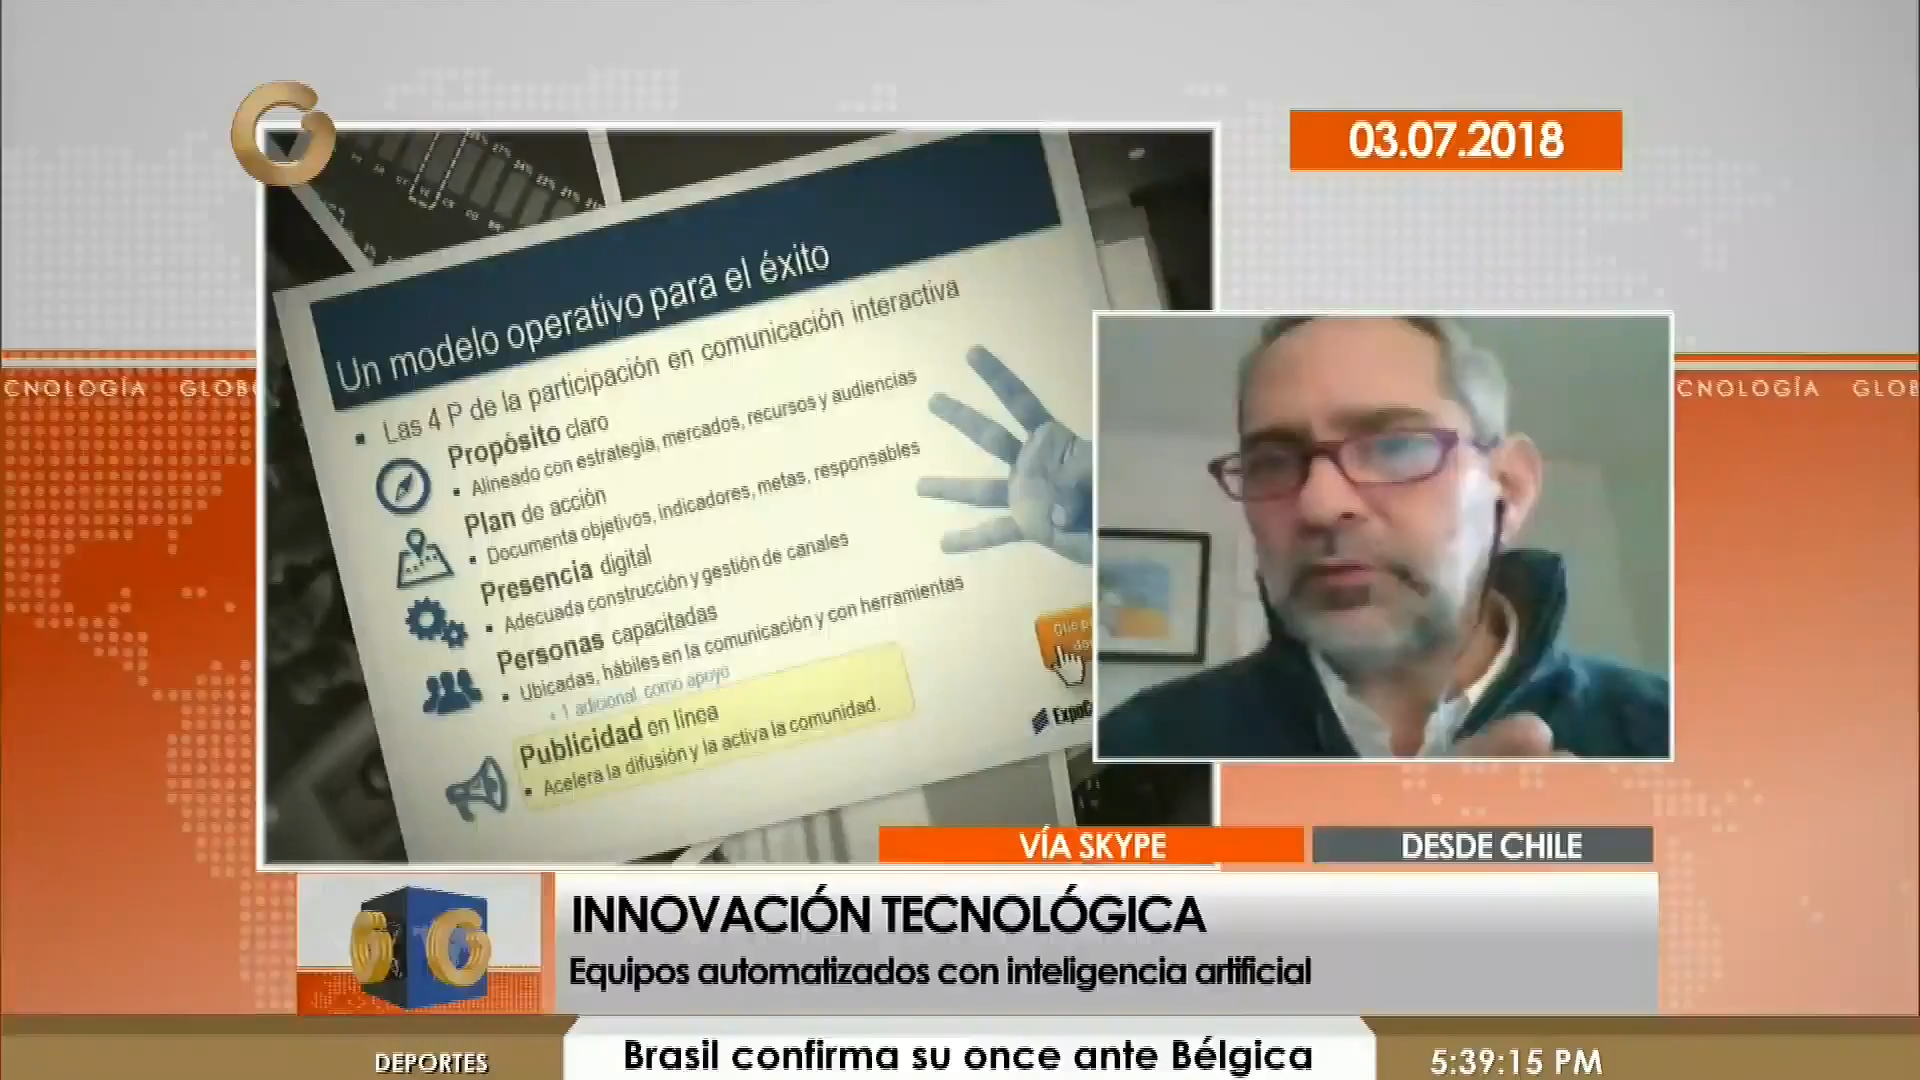 03.07.2018
Un modelo operativo para el éxito
Las 4 P de la participación en comunicación interactiva
Propósito claro
Alineado con estrategia, mercados, recursos y audiencias
Plan de acción
Documenta objetivos, indicadores, metas, responsables
Presencia digital
Adecuada construcción y gestión de canales
Personas capacitadas
Ubicadas, hábiles en la comunicación y con herramientas
+ 1 adicional como apoyo
Publicidad en línea
Acelera la difusión y la activa la comunidad.
CNOLOGÍA GLOB
CNOLOGÍA GLOB
VÍA SKYPE
DESDE CHILE
INNOVACIÓN TECNOLÓGICA
Equipos automatizados con inteligencia artificial
DEPORTES
Brasil confirma su once ante Bélgica
5:39:15 PM